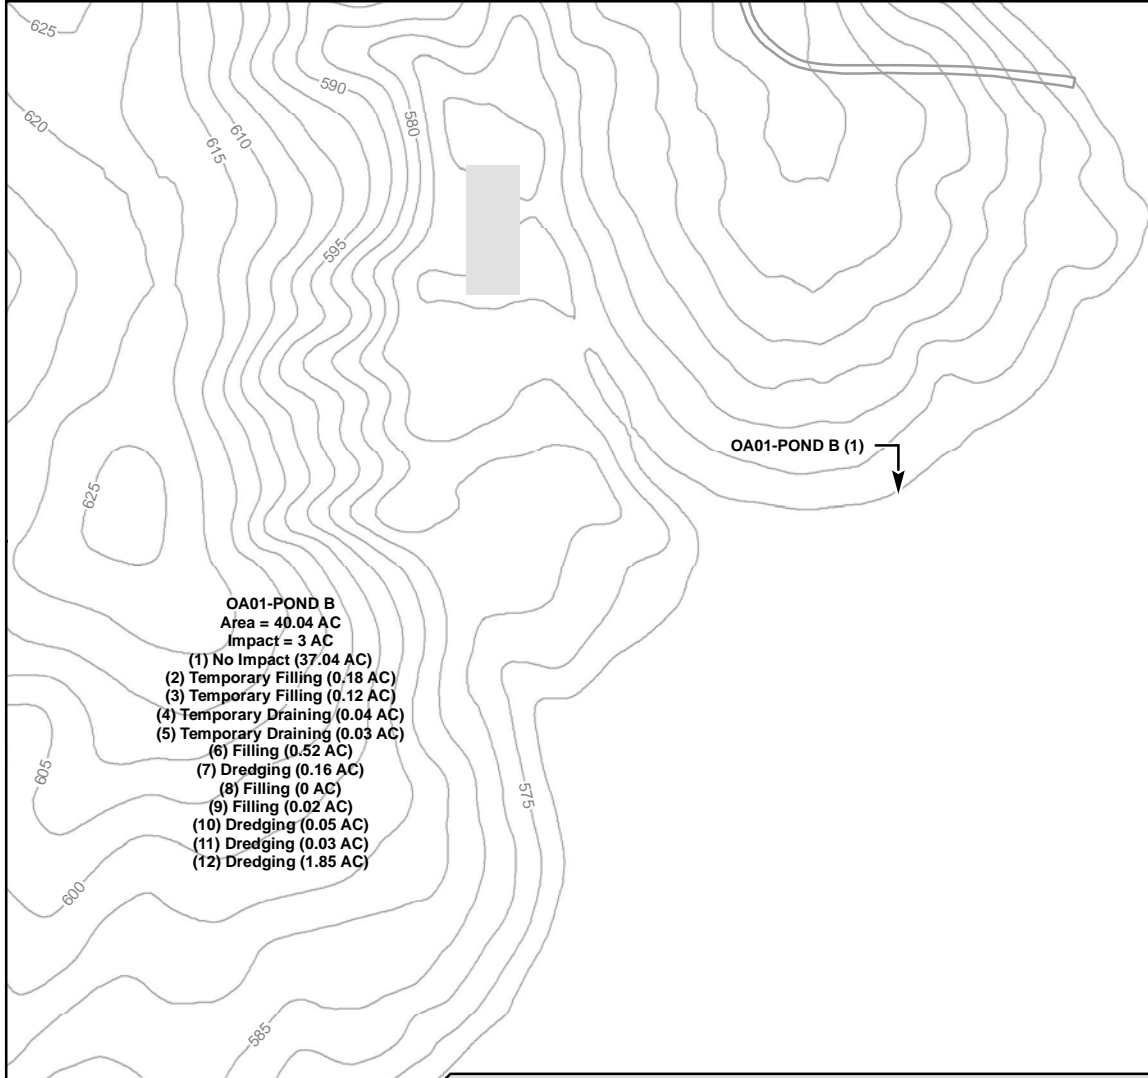 625
590
620
610
580
615
595
OA01-POND B (1)
625
OA01-POND B
Area = 40.04 AC
Impact = 3 AC
(1) No Impact (37.04 AC)
(2) Temporary Filling (0.18 AC)
(3) Temporary Filling (0.12 AC)
(4) Temporary Draining (0.04 AC)
(5) Temporary Draining (0.03 AC)
(6) Filling (0.52 AC)
(7) Dredging (0.16 AC)
(8) Filling (0 AC)
(9) Filling (0.02 AC)
(10) Dredging (0.05 AC)
(11) Dredging (0.03 AC)
(12) Dredging (1.85 AC)
605
575
600
585